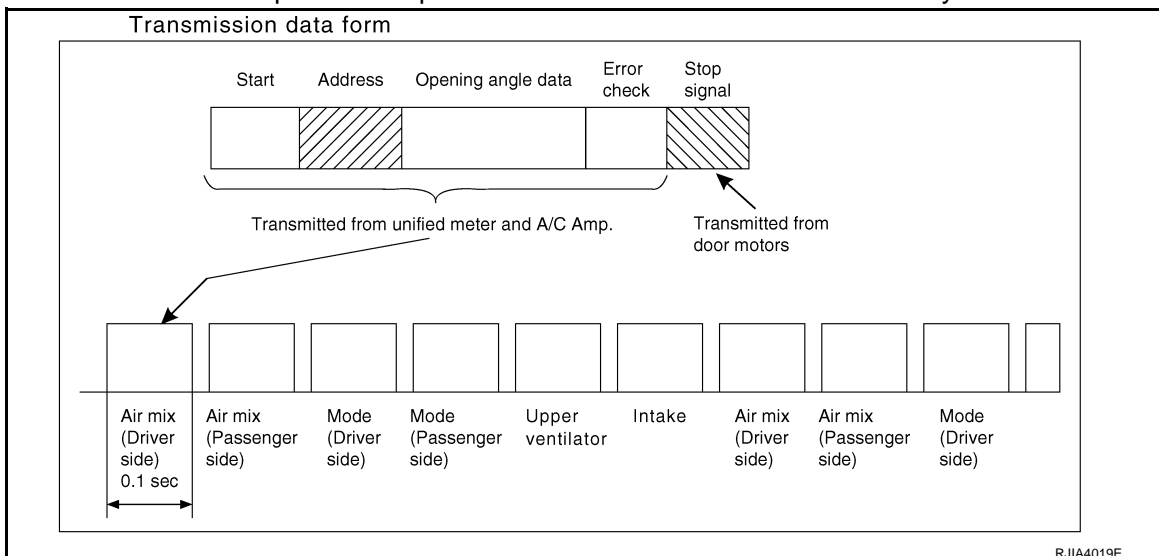 Transmission data form
Start
Address
Opening angle data
Error
check
Stop
signal
Transmitted from unified meter and A/C Amp.
Transmitted from
door motors
Air mix
(Driver
side)
0.1 sec
Air mix
(Passenger
side)
Mode
(Driver
side)
Mode
(Passenger
side)
Upper
ventilator
Intake
Air mix
(Driver
side)
Air mix
(Passenger
side)
Mode
(Driver
side)